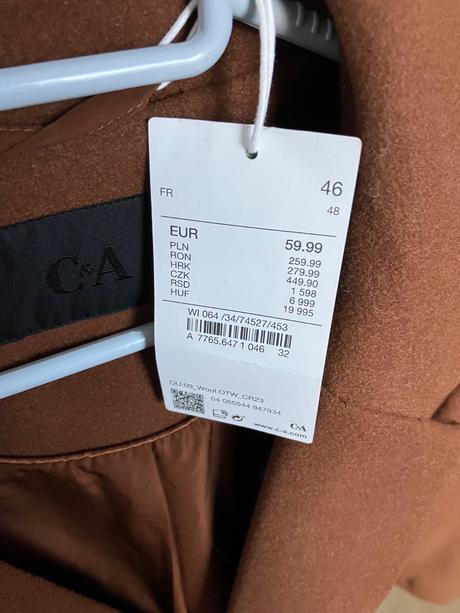 C&A
46
FR 48
EUR 59.99
PLN 259.99
RON 279.99
HRK 449.90
CZK 1 598
RSD 6 999
HUF 19 995
WI 064 /34/74527/453
A 7765.647 1 046 32
OU:09_Wool.OTW_CR23
04 065544 947934
C&A
www.c-a.com